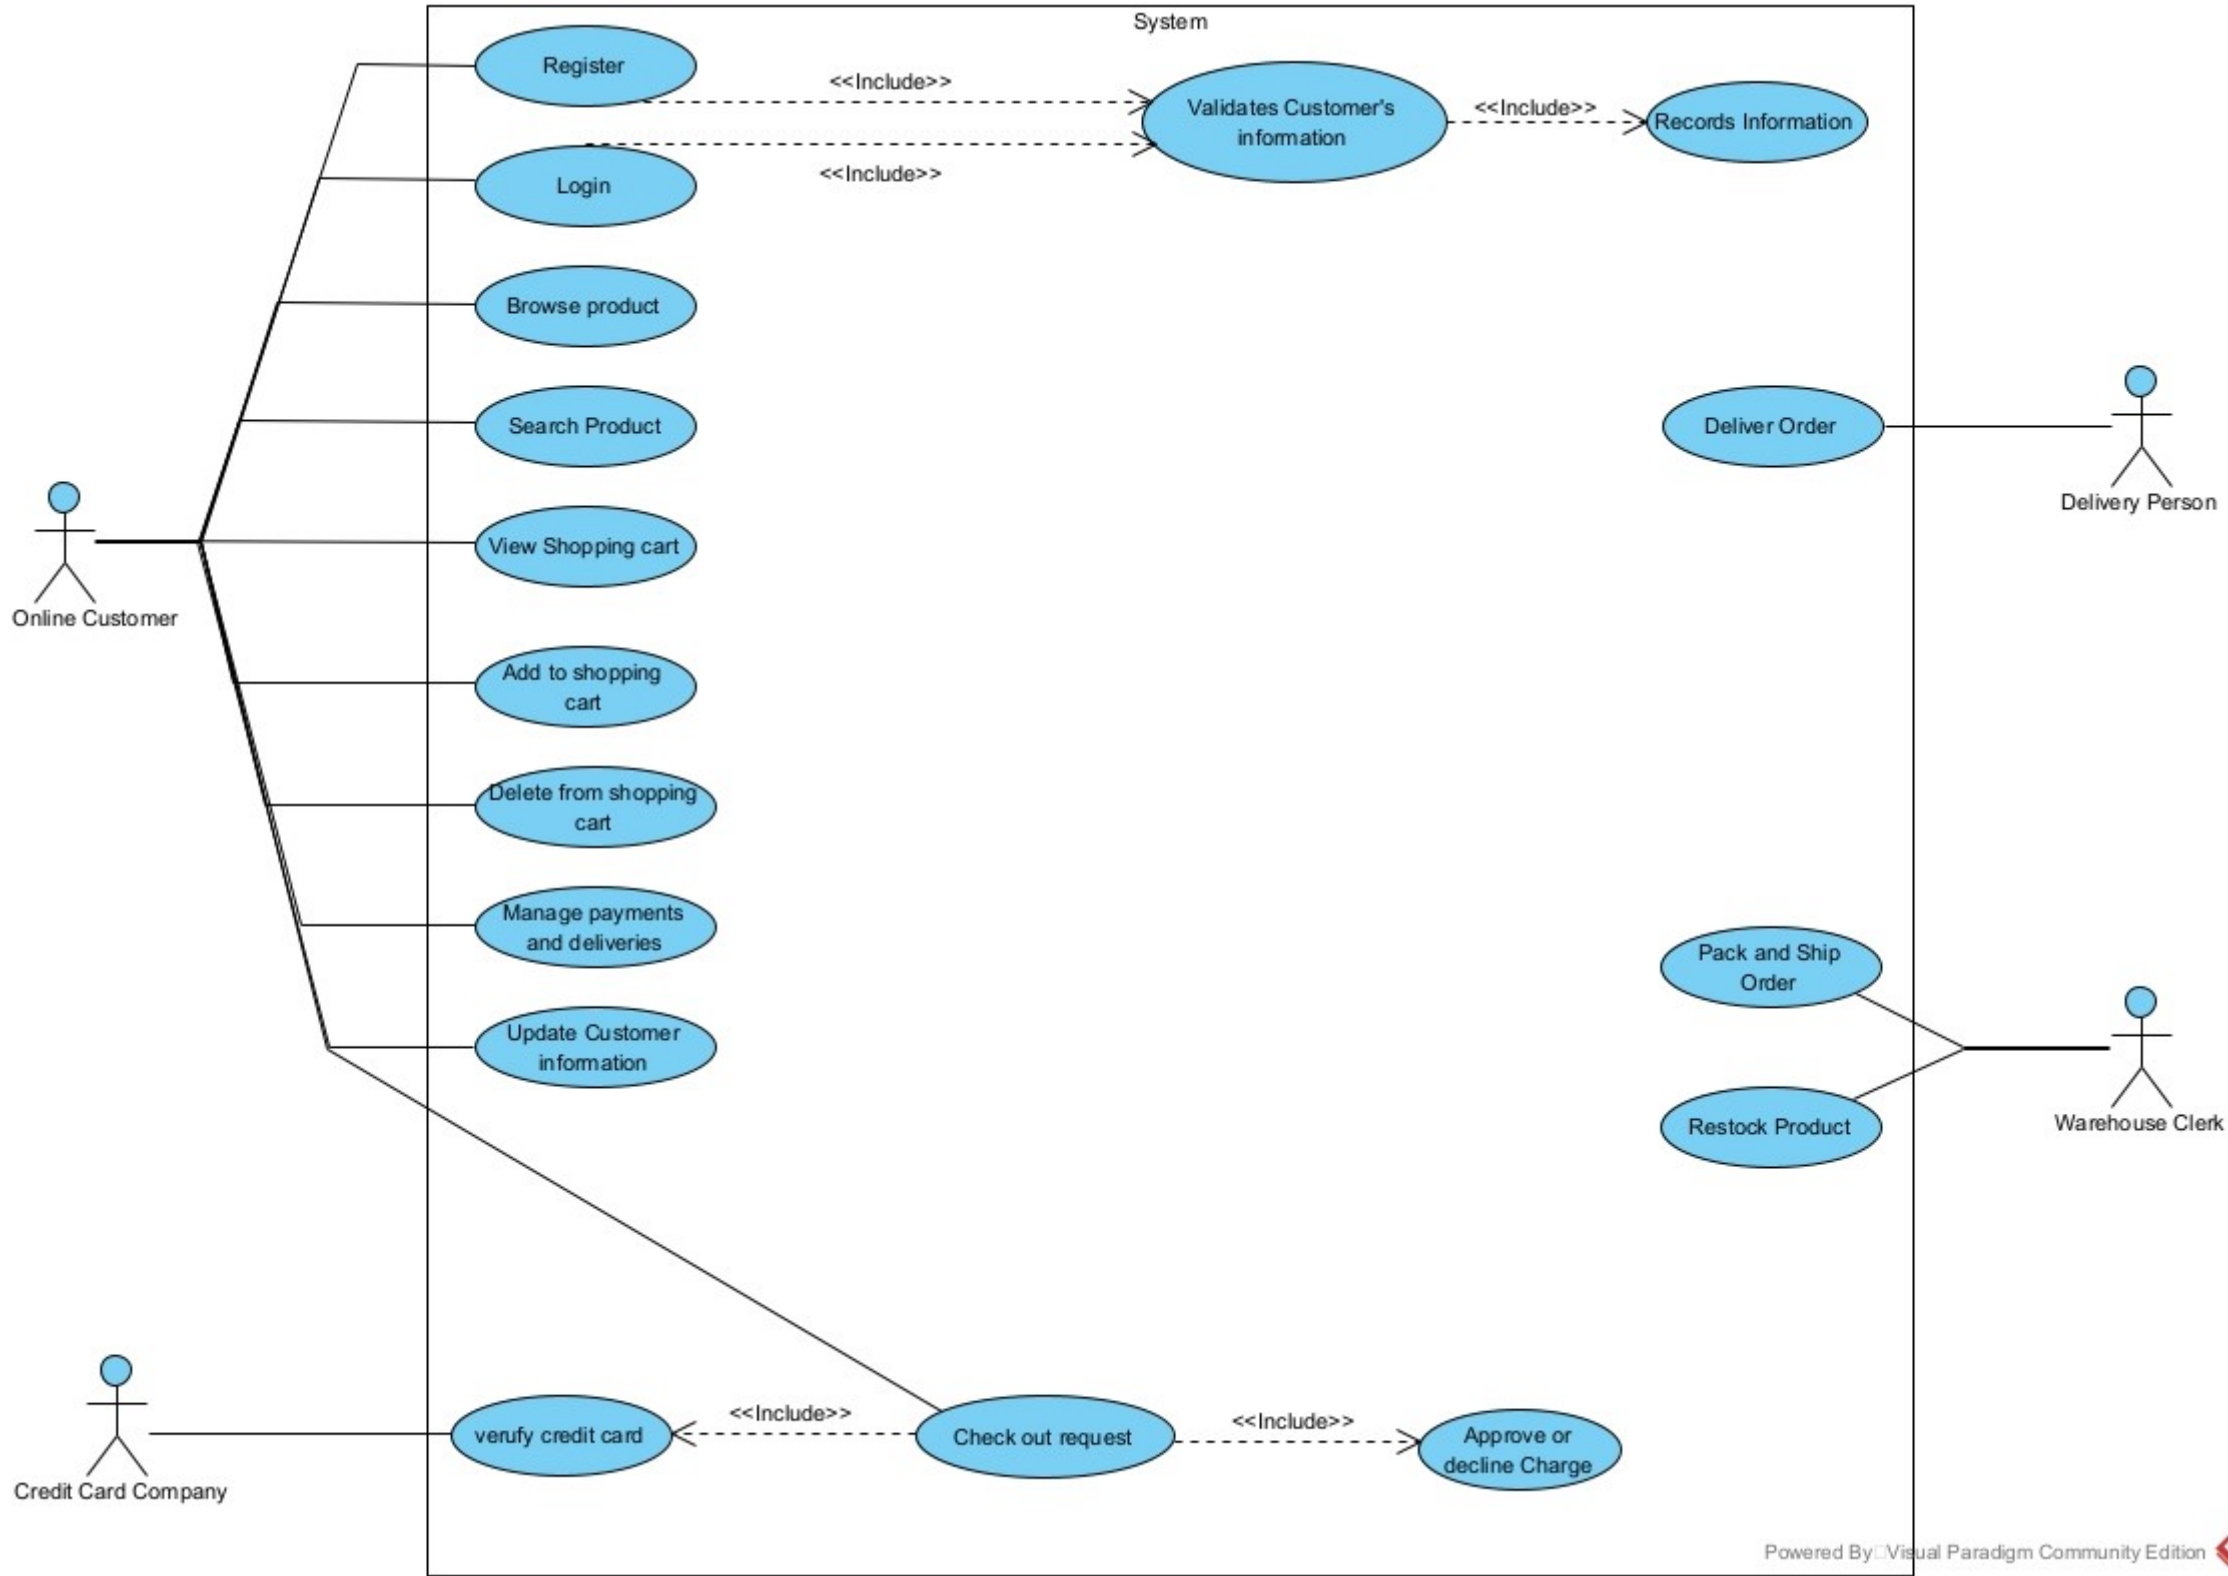 System
Register
<<Include>>
Validates Customer's
information
<<Include>>
Records Information
Login
<<Include>>
Browse product
Search Product
Deliver Order
Delivery Person
View Shopping cart
Online Customer
Add to shopping
cart
Delete from shopping
cart
Manage payments
and deliveries
Pack and Ship
Order
Update Customer
information
Restock Product
Warehouse Clerk
verufy credit card
<<Include>>
Check out request
<<Include>>
Approve or
decline Charge
Credit Card Company
Powered By Visual Paradigm Community Edition